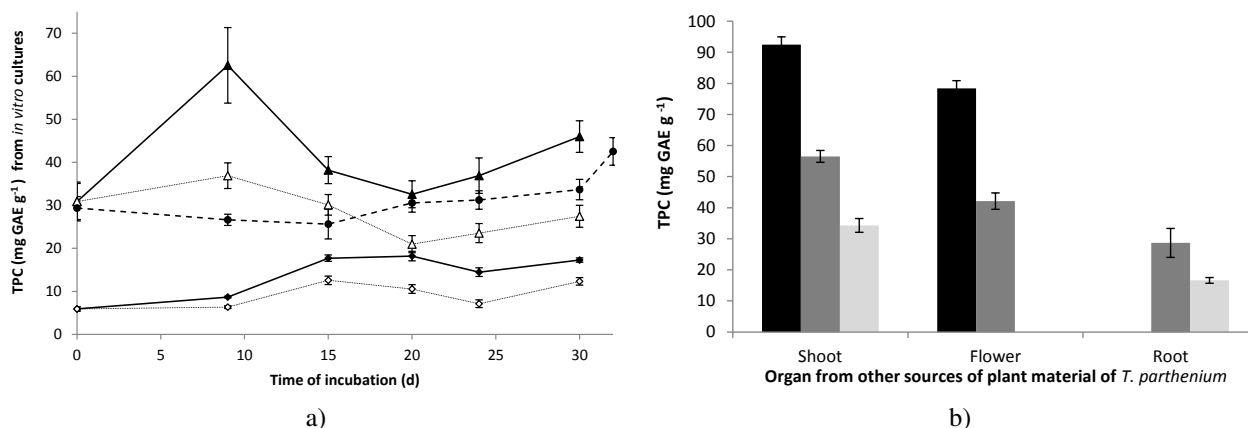 TPC (mg GAE g⁻¹) from in vitro cultures
70
60
50
40
30
20
10
0
0 5 10 15 20 25 30
Time of incubation (d)
a)
TPC (mg GAE g ⁻¹)
100
90
80
70
60
50
40
30
20
10
0
Shoot Flower Root
Organ from other sources of plant material of T. parthenium
b)